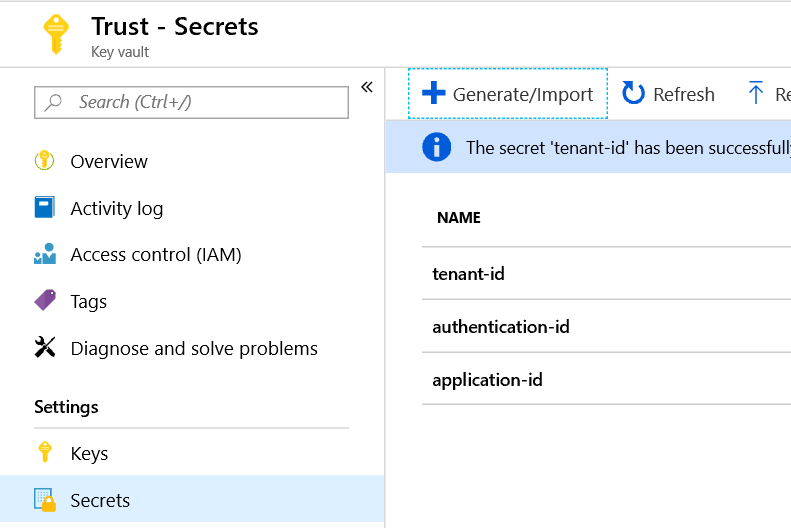 Trust - Secrets
Key vault
Search (Ctrl+/)
«
Overview
Activity log
Access control (IAM)
Tags
Diagnose and solve problems
Settings
Keys
Secrets
Generate/Import Refresh Re
The secret 'tenant-id' has been successfully
NAME
tenant-id
authentication-id
application-id